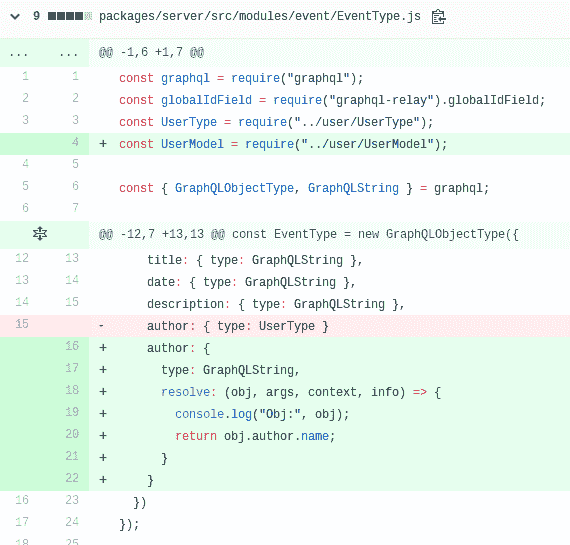 9 packages/server/src/modules/event/EventType.js
... ... @@ -1,6 +1,7 @@
1 1 const graphql = require("graphql");
2 2 const globalIdField = require("graphql-relay").globalIdField;
3 3 const UserType = require("../user/UserType");
4 + const UserModel = require("../user/UserModel");
4 5
5 6 const { GraphQLObjectType, GraphQLString } = graphql;
6 7
@@ -12,7 +13,13 @@ const EventType = new GraphQLObjectType({
12 13 title: { type: GraphQLString },
13 14 date: { type: GraphQLString },
14 15 description: { type: GraphQLString },
15 - author: { type: UserType }
16 + author: {
17 + type: GraphQLString,
18 + resolve: (obj, args, context, info) => {
19 + console.log("Obj:", obj);
20 + return obj.author.name;
21 + }
22 + }
16 23 })
17 24 });
18 25